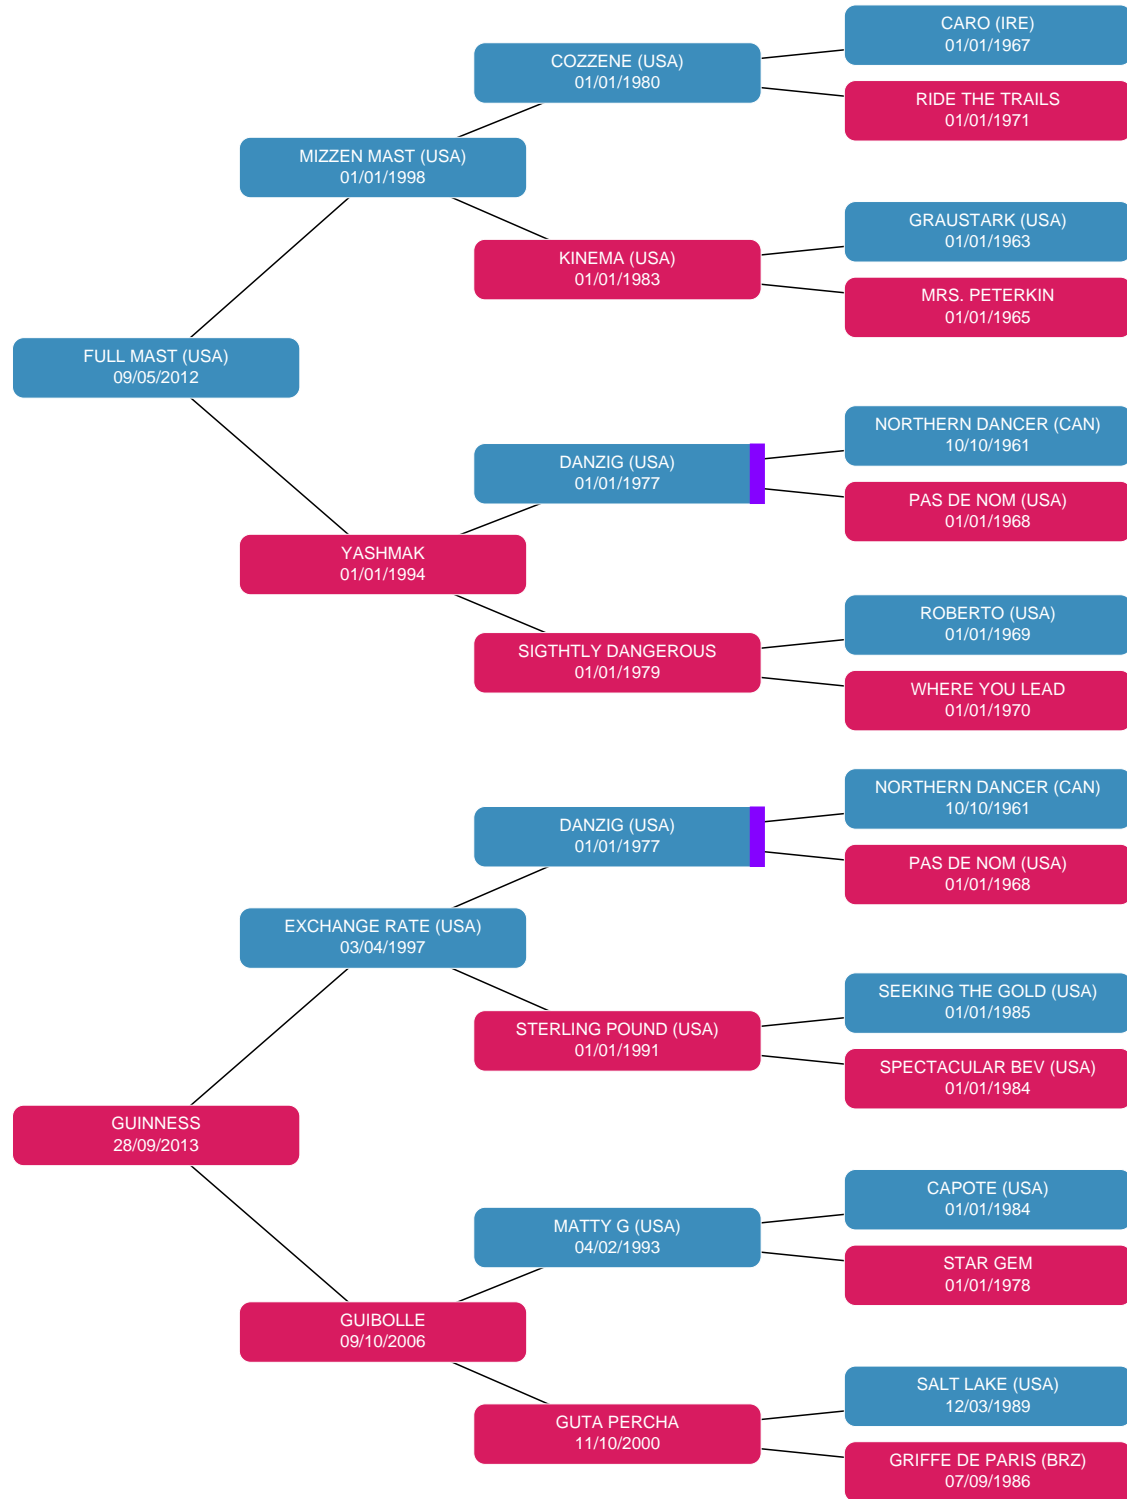 CARO (IRE)
01/01/1967
COZZENE (USA)
01/01/1980
RIDE THE TRAILS
01/01/1971
MIZZEN MAST (USA)
01/01/1998
GRAUSTARK (USA)
01/01/1963
KINEMA (USA)
01/01/1983
MRS. PETERKIN
01/01/1965
FULL MAST (USA)
09/05/2012
NORTHERN DANCER (CAN)
10/10/1961
DANZIG (USA)
01/01/1977
PAS DE NOM (USA)
01/01/1968
YASHMAK
01/01/1994
ROBERTO (USA)
01/01/1969
SIGTHTLY DANGEROUS
01/01/1979
WHERE YOU LEAD
01/01/1970
NORTHERN DANCER (CAN)
10/10/1961
DANZIG (USA)
01/01/1977
PAS DE NOM (USA)
01/01/1968
EXCHANGE RATE (USA)
03/04/1997
SEEKING THE GOLD (USA)
01/01/1985
STERLING POUND (USA)
01/01/1991
SPECTACULAR BEV (USA)
01/01/1984
GUINNESS
28/09/2013
CAPOTE (USA)
01/01/1984
MATTY G (USA)
04/02/1993
STAR GEM
01/01/1978
GUIBOLLE
09/10/2006
SALT LAKE (USA)
12/03/1989
GUTA PERCHA
11/10/2000
GRIFFE DE PARIS (BRZ)
07/09/1986